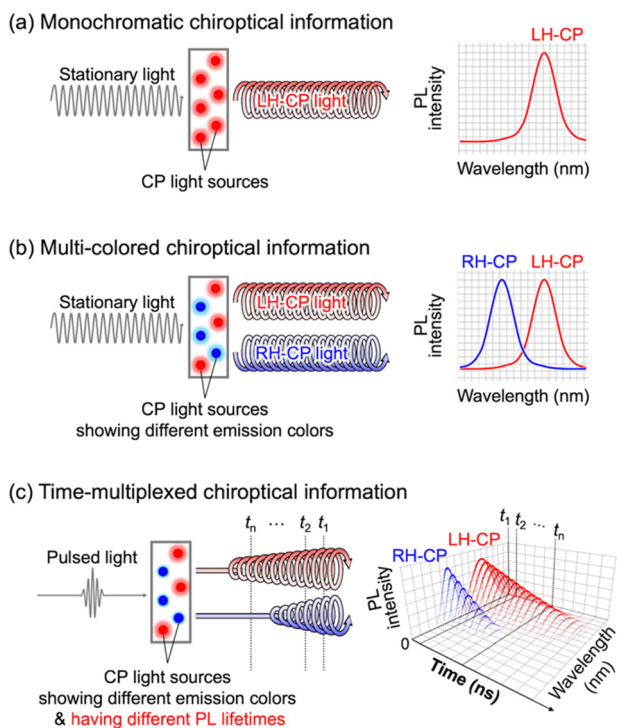 (a) Monochromatic chiroptical information
Stationary light
LH-CP light
CP light sources
LH-CP
PL
intensity
Wavelength (nm)
(b) Multi-colored chiroptical information
Stationary light
LH-CP light
RH-CP light
CP light sources
showing different emission colors
RH-CP LH-CP
PL
intensity
Wavelength (nm)
(c) Time-multiplexed chiroptical information
Pulsed light
tn ... t2 t1
CP light sources
showing different emission colors
& having different PL lifetimes
t1
t2 ... tn
LH-CP
RH-CP
PL
intensity
0
Time (ns)
Wavelength
(nm)